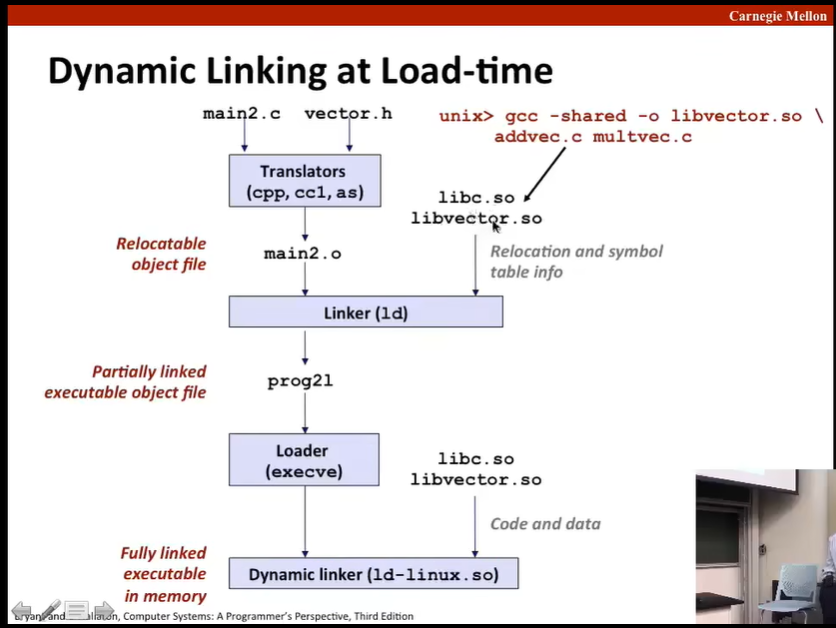 Carnegie Mellon
Dynamic Linking at Load-time
main2.c vector.h
unix> gcc -shared -o libvector.so \
addvec.c multvec.c
Translators
(cpp, cc1, as)
libc.so
libvector.so
Relocatable
object file
main2.o
Relocation and symbol
table info
Linker (ld)
Partially linked
executable object file
prog2l
Loader
(execve)
libc.so
libvector.so
Code and data
Fully linked
executable
in memory
Dynamic linker (ld-linux.so)
Bryant and O'Hallaron, Computer Systems: A Programmer's Perspective, Third Edition